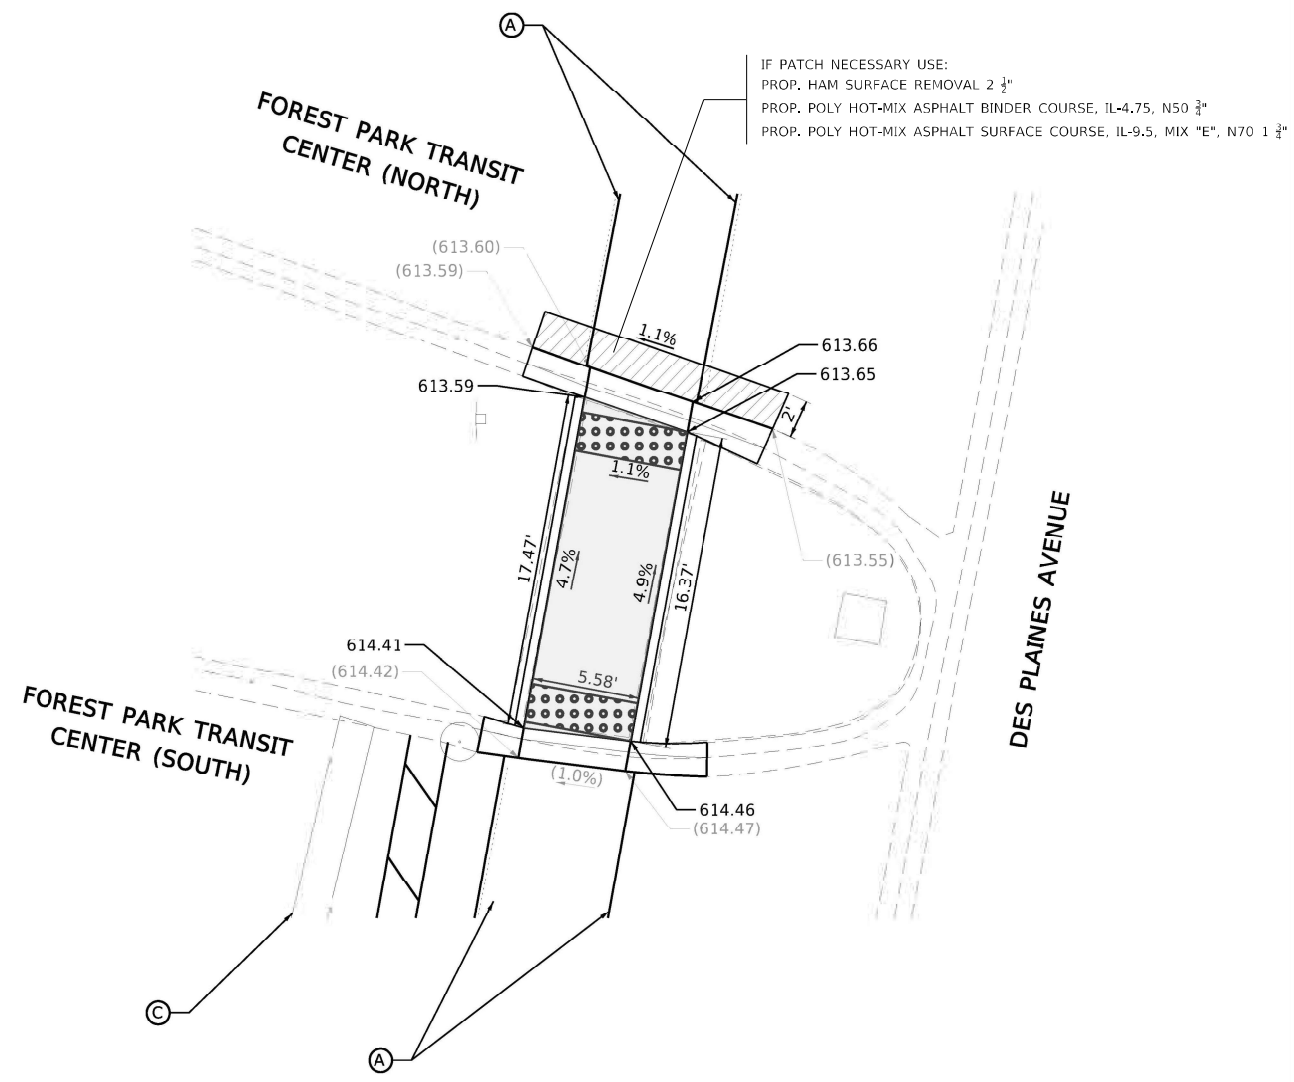 A
IF PATCH NECESSARY USE:
PROP. HAM SURFACE REMOVAL 2 1/2"
PROP. POLY HOT-MIX ASPHALT BINDER COURSE, IL-4.75, N50 3/4"
PROP. POLY HOT-MIX ASPHALT SURFACE COURSE, IL-9.5, MIX "E", N70 1 3/4"
FOREST PARK TRANSIT
CENTER (NORTH)
(613.60)
(613.59)
1.1%
613.66
613.65
613.59
2'
1.1%
17.47'
4.7%
4.9%
16.37'
(613.55)
DES PLAINES AVENUE
614.41
(614.42)
5.58'
FOREST PARK TRANSIT
CENTER (SOUTH)
(1.0%)
614.46
(614.47)
C
A